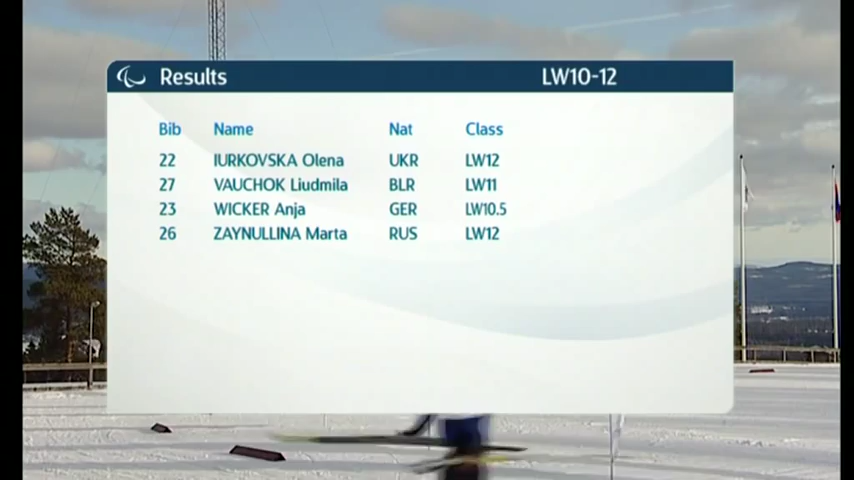 Results LW10-12
Bib Name Nat Class
22 IURKOVSKA Olena UKR LW12
27 VAUCHOK Liudmila BLR LW11
23 WICKER Anja GER LW10.5
26 ZAYNULLINA Marta RUS LW12